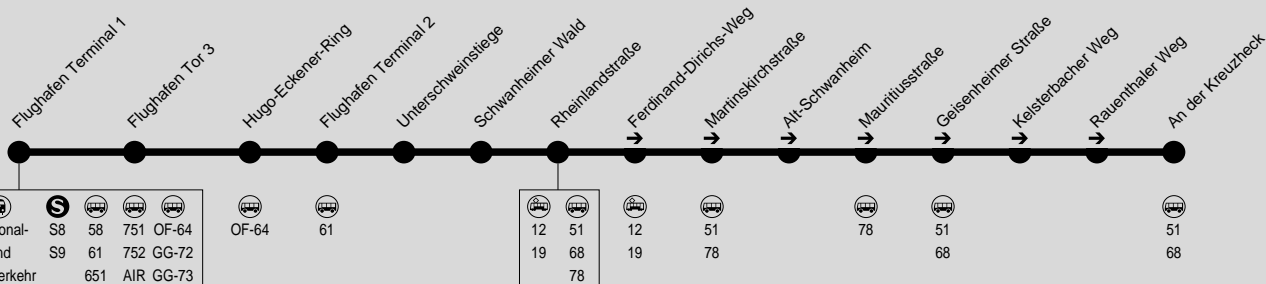 Flughafen Terminal 1
Flughafen Tor 3
Hugo-Eckener-Ring
Flughafen Terminal 2
Unterschweinstiege
Schwanheimer Wald
Rheinlandstraße
Ferdinand-Dirichs-Weg
Martinskirchstraße
Alt-Schwanheim
Mauritiusstraße
Geisenheimer Straße
Kelsterbacher Weg
Rauenthaler Weg
An der Kreuzheck
S
onal- S8 58 751 OF-64 OF-64 61 12 51 12 51 78 51 51
nd S9 61 752 GG-72 19 68 19 78 68 68
erkehr 651 AIR GG-73 78